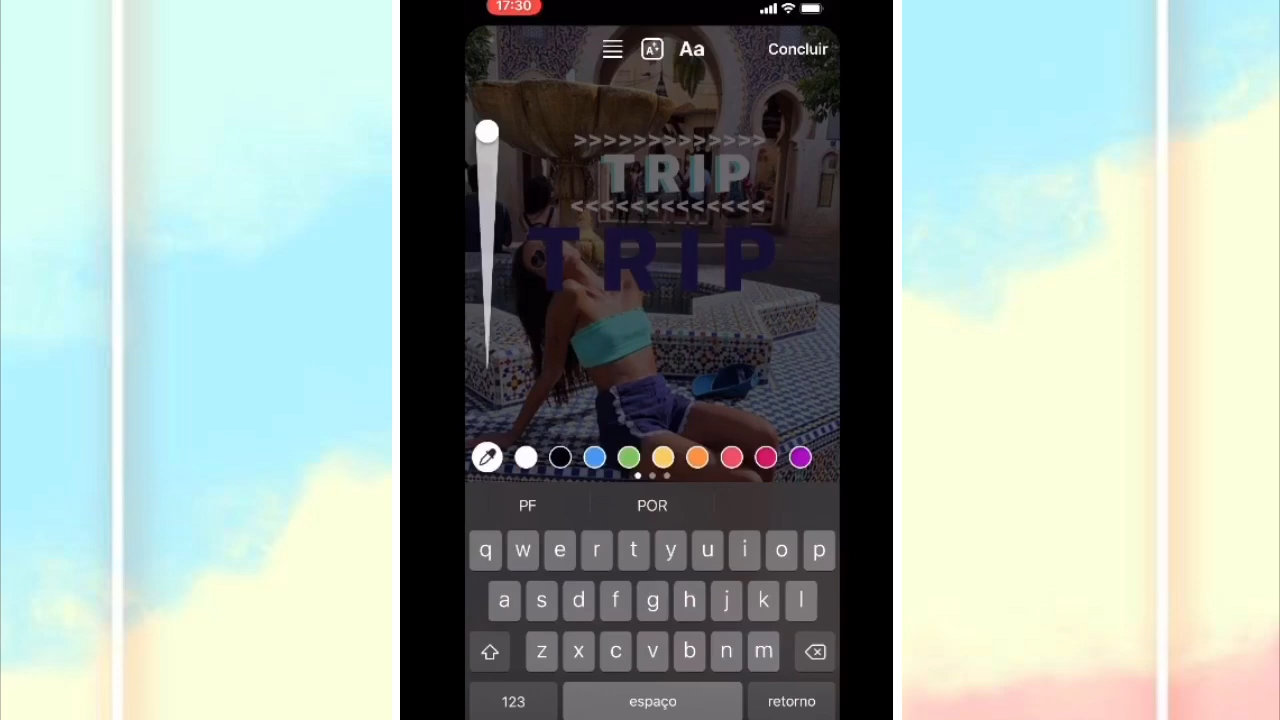 17:30
Aa Concluir
>>>>>>>>>>>>>
TRIP
<<<<<<<<<<<<<
TRIP
PF POR
q w e r t y u i o p
a s d f g h j k l
z x c v b n m
123 espaço retorno